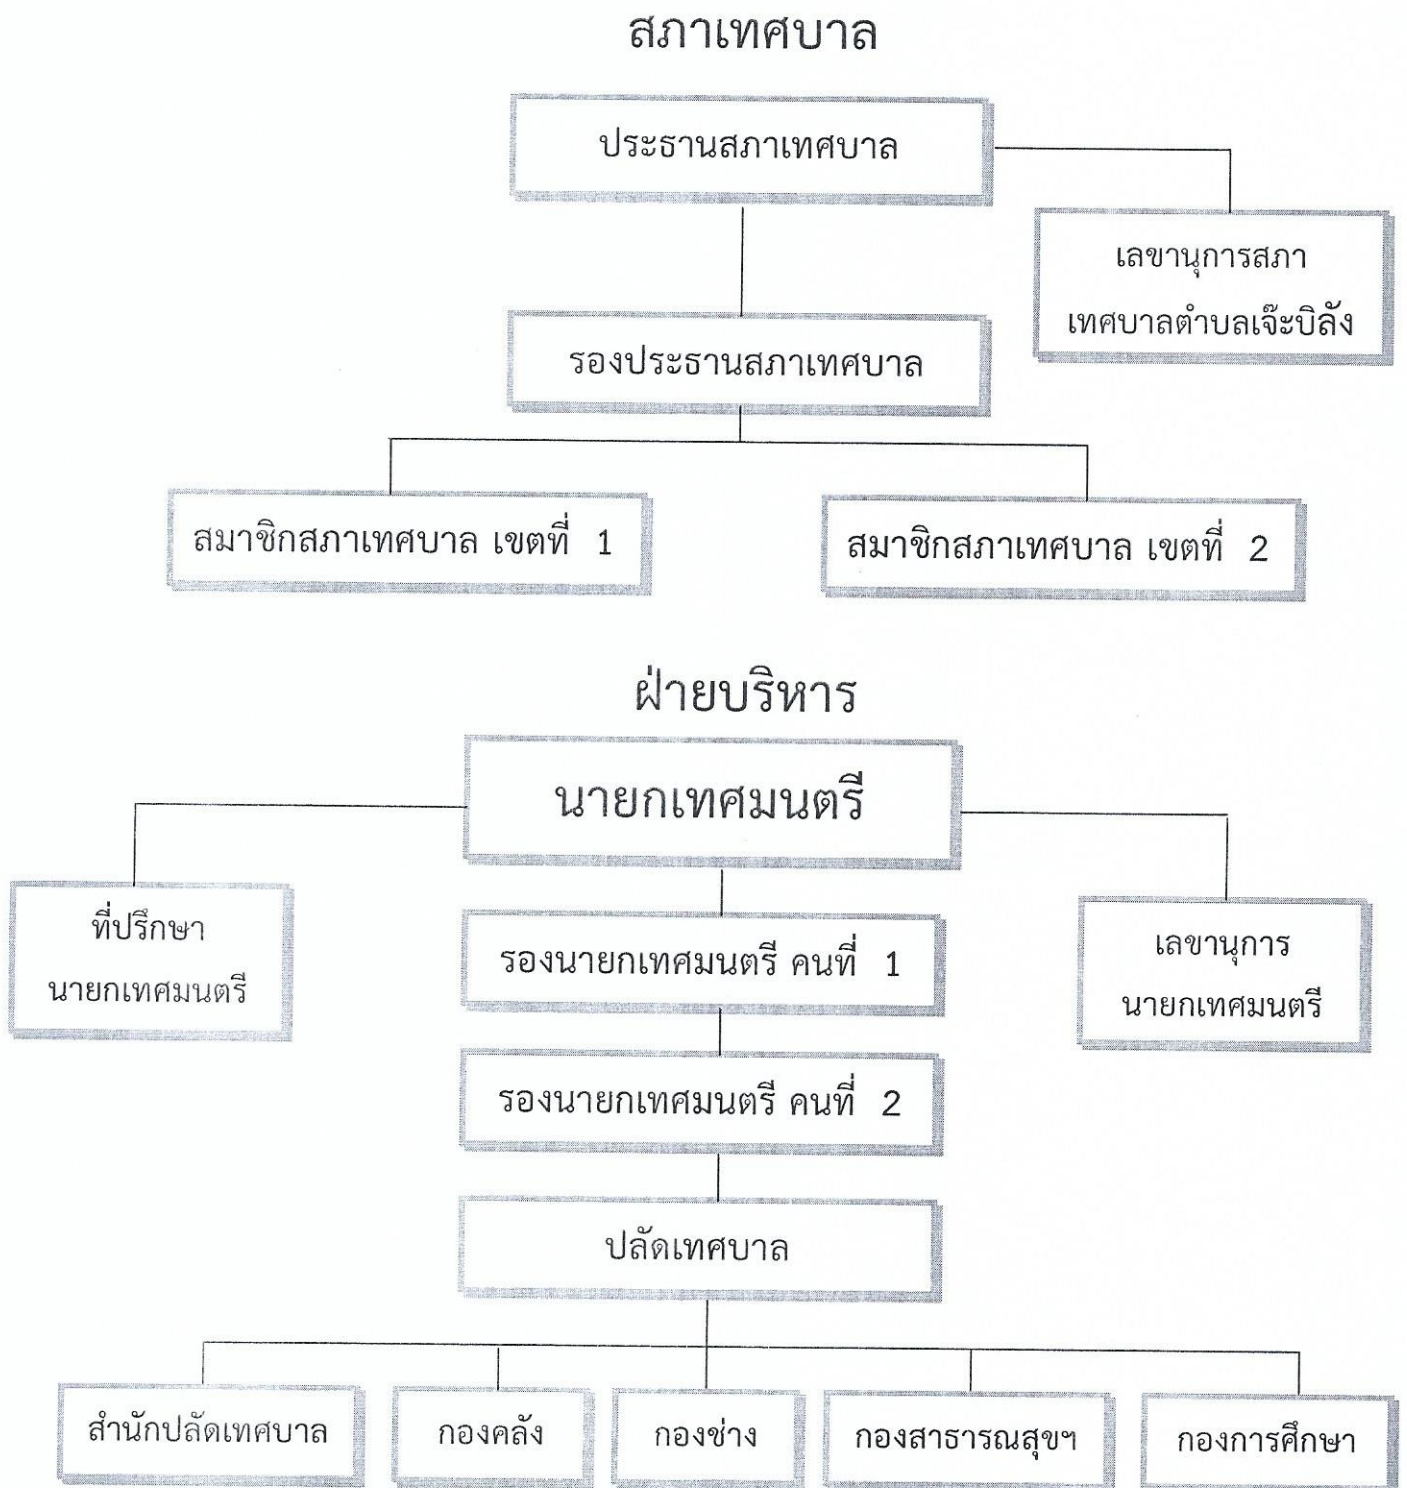 สภาเทศบาล
ประธานสภาเทศบาล
เลขานุการสภา
เทศบาลตำบลเจ๊ะบิลัง
รองประธานสภาเทศบาล
สมาชิกสภาเทศบาล เขตที่ 1
สมาชิกสภาเทศบาล เขตที่ 2
ฝ่ายบริหาร
นายกเทศมนตรี
ที่ปรึกษา
นายกเทศมนตรี
เลขานุการ
นายกเทศมนตรี
รองนายกเทศมนตรี คนที่ 1
รองนายกเทศมนตรี คนที่ 2
ปลัดเทศบาล
สำนักปลัดเทศบาล
กองคลัง
กองช่าง
กองสาธารณสุขฯ
กองการศึกษา